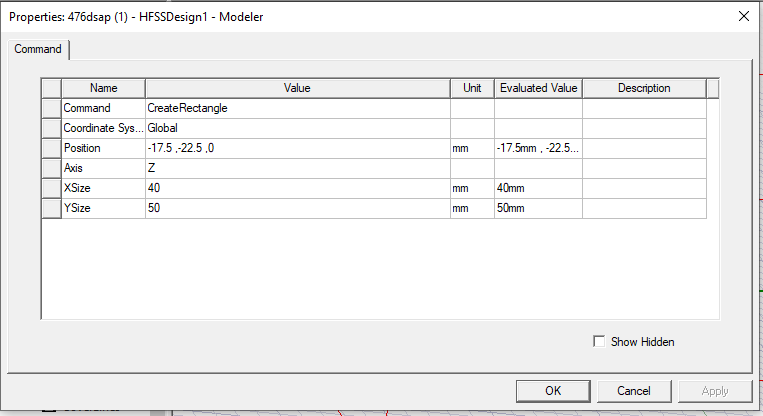 Properties: 476dsap (1) - HFSSDesign1 - Modeler
Command
Name Value Unit Evaluated Value Description
Command CreateRectangle
Coordinate Sys... Global
Position -17.5 ,-22.5 ,0 mm -17.5mm , -22.5...
Axis Z
XSize 40 mm 40mm
YSize 50 mm 50mm
Show Hidden
OK Cancel Apply